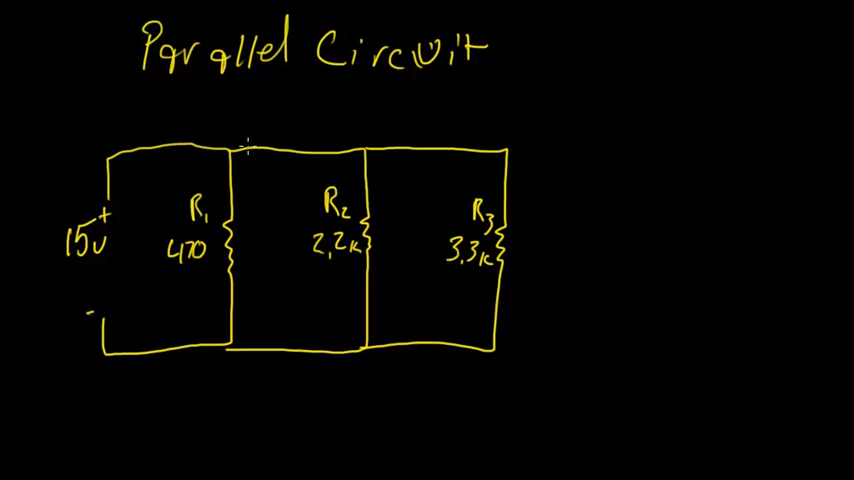 Parallel Circuit
R1
R2
R3
15v
+
-
470
2.2K
3.3K